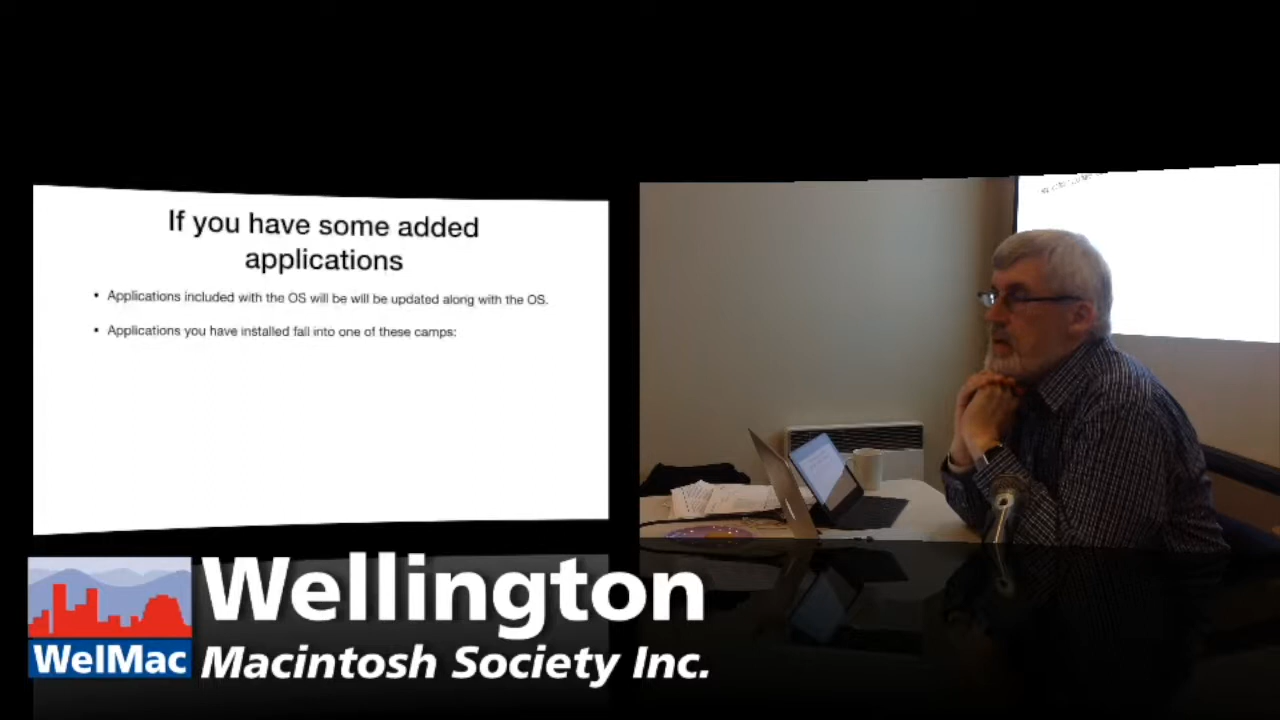 If you have some added
applications
• Applications included with the OS will be will be updated along with the OS.
• Applications you have installed fall into one of these camps:
WelMac
Wellington
Macintosh Society Inc.